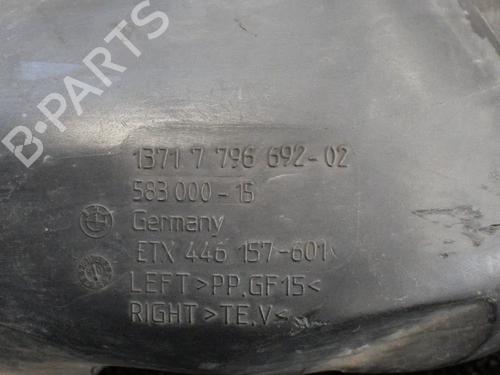 B-PARTS
1371 7 796 692-02
583 000-15
Germany
ETX 446 157-601
LEFT >PP.GF15<
RIGHT >TE.V<